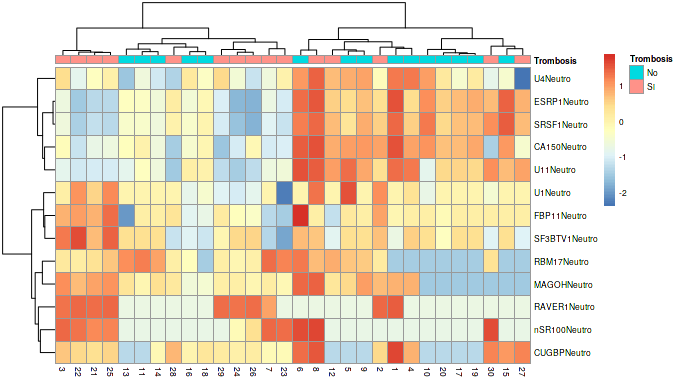 Trombosis
U4Neutro
ESRP1Neutro
SRSF1Neutro
CA150Neutro
U11Neutro
U1Neutro
FBP11Neutro
SF3BTV1Neutro
RBM17Neutro
MAGOHNeutro
RAVER1Neutro
nSR100Neutro
CUGBPNeutro
3 22 21 25 13 11 14 28 16 18 29 24 26 7 23 6 8 12 5 9 2 1 4 10 20 17 19 30 15 27
1
0
-1
-2
Trombosis
No
SI